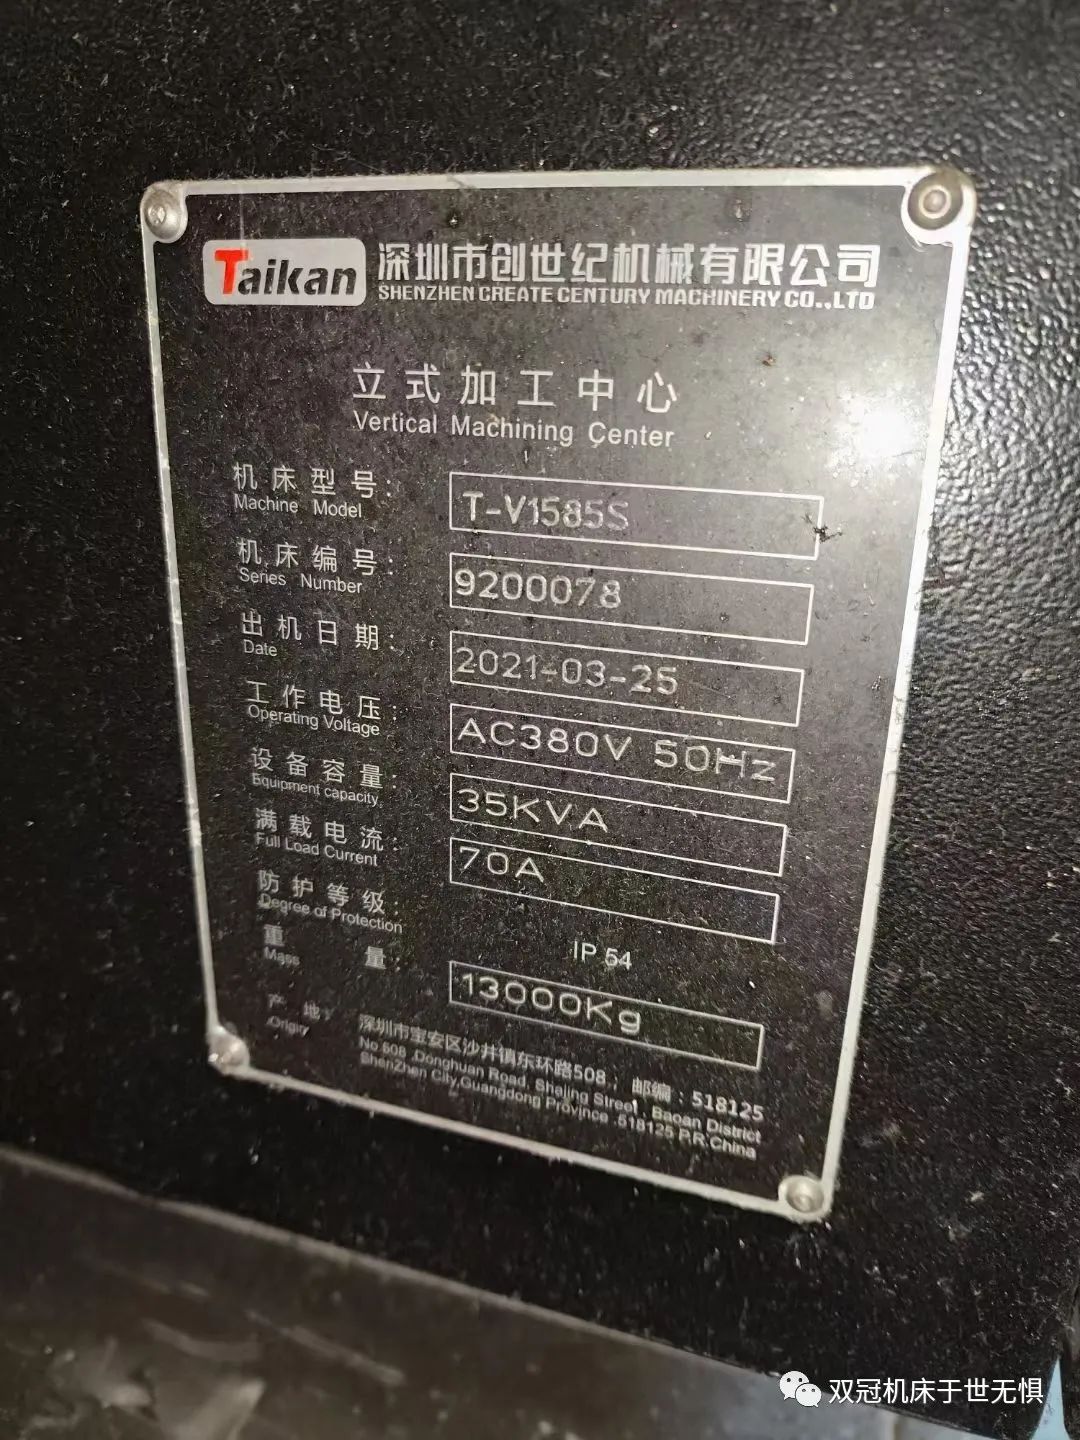 Taikan 深圳市创世纪机械有限公司
SHENZHEN CREATE CENTURY MACHINERY CO.,LTD
立式加工中心
Vertical Machining Center
机床型号: T-V1585S
Machine Model
机床编号: 9200078
Series Number
出机日期: 2021-03-25
Date
工作电压: AC380V 50Hz
Operating Voltage
设备容量: 35KVA
Equipment capacity
满载电流: 70A
Full Load Current
防护等级: IP 54
Degree of Protection
重量: 13000Kg
Mass
产地: 深圳市宝安区沙井镇东环路508; 邮编:518125
Origin No.508 ,Donghuan Road, Shajing Street, Baoan District
ShenZhen City,Guangdong Province .518125 P.R.China
双冠机床于世无惧